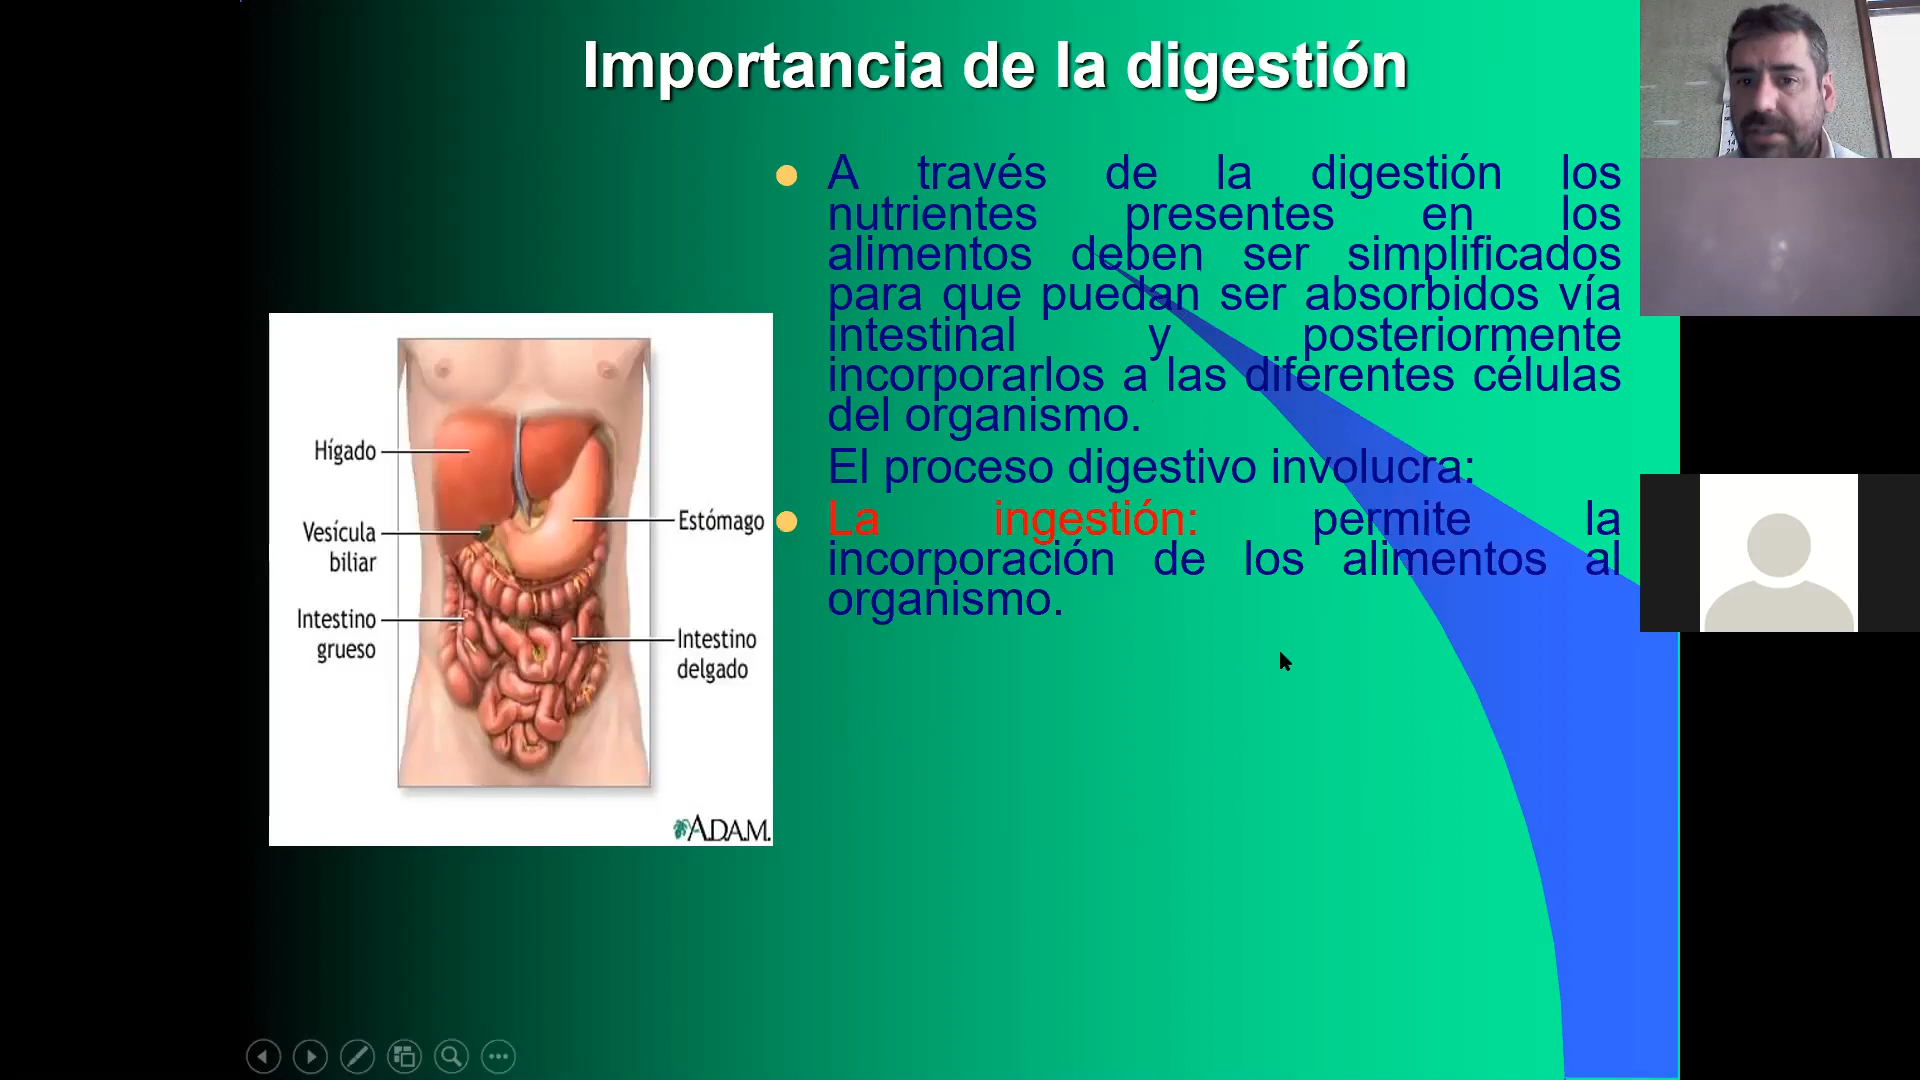 Importancia de la digestión
A través de la digestión los
nutrientes presentes en los
alimentos deben ser simplificados
para que puedan ser absorbidos vía
intestinal y posteriormente
incorporarlos a las diferentes células
del organismo.
El proceso digestivo involucra:
La ingestión: permite la
incorporación de los alimentos al
organismo.
Hígado
Vesícula
biliar
Intestino
grueso
Estómago
Intestino
delgado
A.D.A.M.